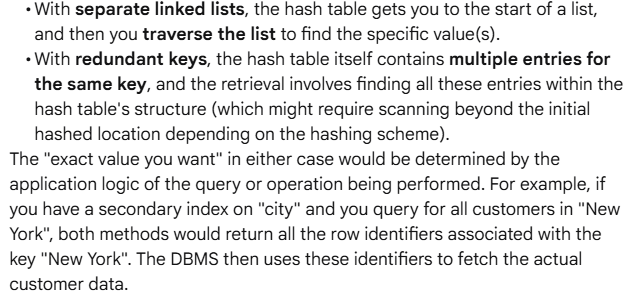 • With separate linked lists, the hash table gets you to the start of a list,
and then you traverse the list to find the specific value(s).
• With redundant keys, the hash table itself contains multiple entries for
the same key, and the retrieval involves finding all these entries within the
hash table's structure (which might require scanning beyond the initial
hashed location depending on the hashing scheme).
The "exact value you want" in either case would be determined by the
application logic of the query or operation being performed. For example, if
you have a secondary index on "city" and you query for all customers in "New
York", both methods would return all the row identifiers associated with the
key "New York". The DBMS then uses these identifiers to fetch the actual
customer data.